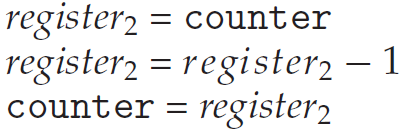 register₂ = counter
register₂ = register₂ − 1
counter = register₂